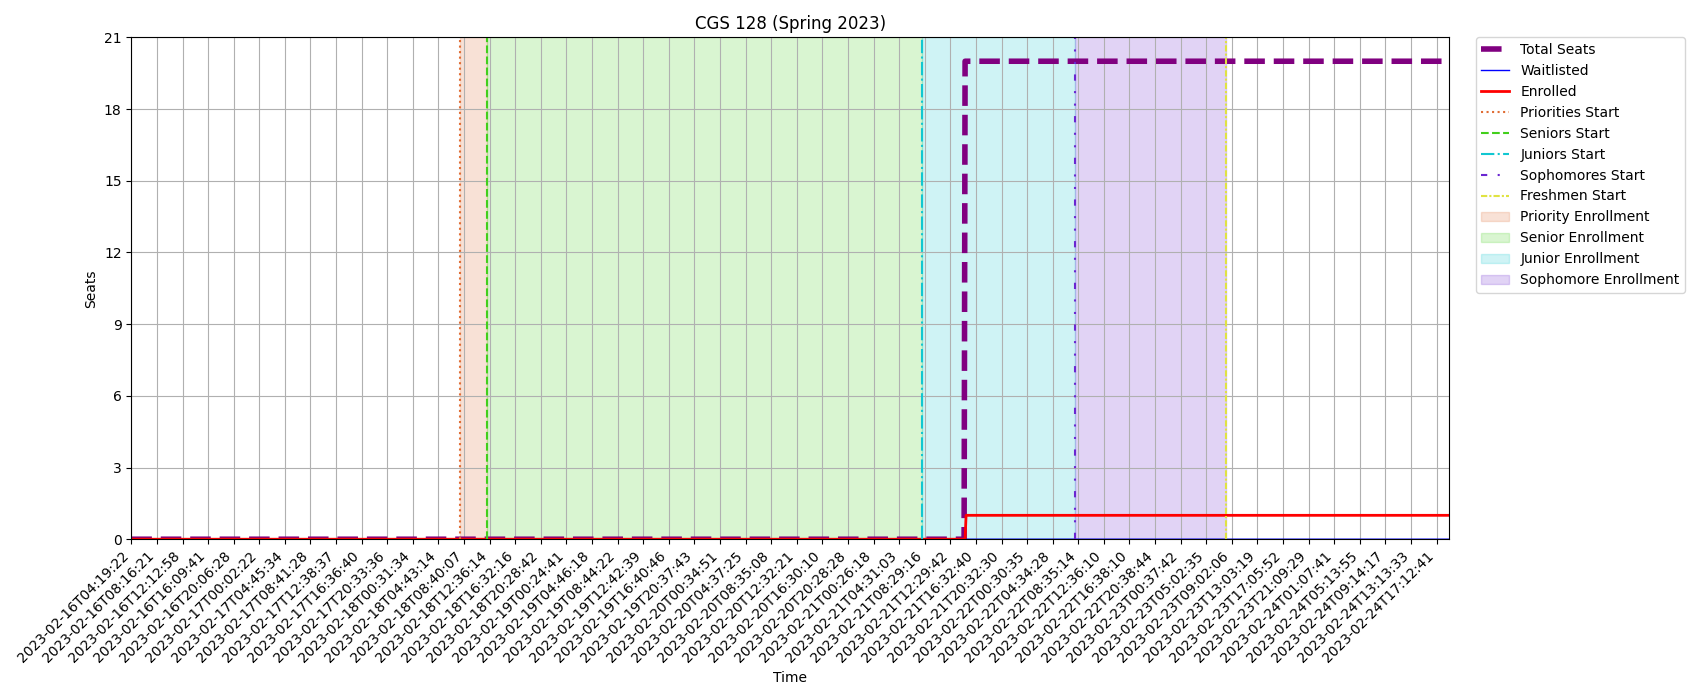 CGS 128 (Spring 2023)
21
18
15
12
9
6
3
0
Seats
2023-02-16T04:19:22
2023-02-16T08:16:21
2023-02-16T12:12:58
2023-02-16T16:09:41
2023-02-16T20:06:28
2023-02-17T00:02:22
2023-02-17T04:45:34
2023-02-17T08:41:28
2023-02-17T12:38:37
2023-02-17T16:36:40
2023-02-17T20:33:36
2023-02-18T00:31:34
2023-02-18T04:43:14
2023-02-18T08:40:07
2023-02-18T12:36:14
2023-02-18T16:32:16
2023-02-18T20:28:42
2023-02-19T00:24:41
2023-02-19T04:46:18
2023-02-19T08:44:22
2023-02-19T12:42:39
2023-02-19T16:40:46
2023-02-19T20:37:43
2023-02-20T00:34:51
2023-02-20T04:37:25
2023-02-20T08:35:08
2023-02-20T12:32:21
2023-02-20T16:30:10
2023-02-20T20:28:28
2023-02-21T00:26:18
2023-02-21T04:31:03
2023-02-21T08:29:16
2023-02-21T12:29:42
2023-02-21T16:32:40
2023-02-21T20:32:30
2023-02-22T00:30:35
2023-02-22T04:34:28
2023-02-22T08:35:14
2023-02-22T12:36:10
2023-02-22T16:38:10
2023-02-22T20:38:44
2023-02-23T00:37:42
2023-02-23T05:02:35
2023-02-23T09:02:06
2023-02-23T13:03:19
2023-02-23T17:05:52
2023-02-23T21:09:29
2023-02-24T01:07:41
2023-02-24T05:13:55
2023-02-24T09:14:17
2023-02-24T13:13:33
2023-02-24T17:12:41
Time
Total Seats
Waitlisted
Enrolled
Priorities Start
Seniors Start
Juniors Start
Sophomores Start
Freshmen Start
Priority Enrollment
Senior Enrollment
Junior Enrollment
Sophomore Enrollment